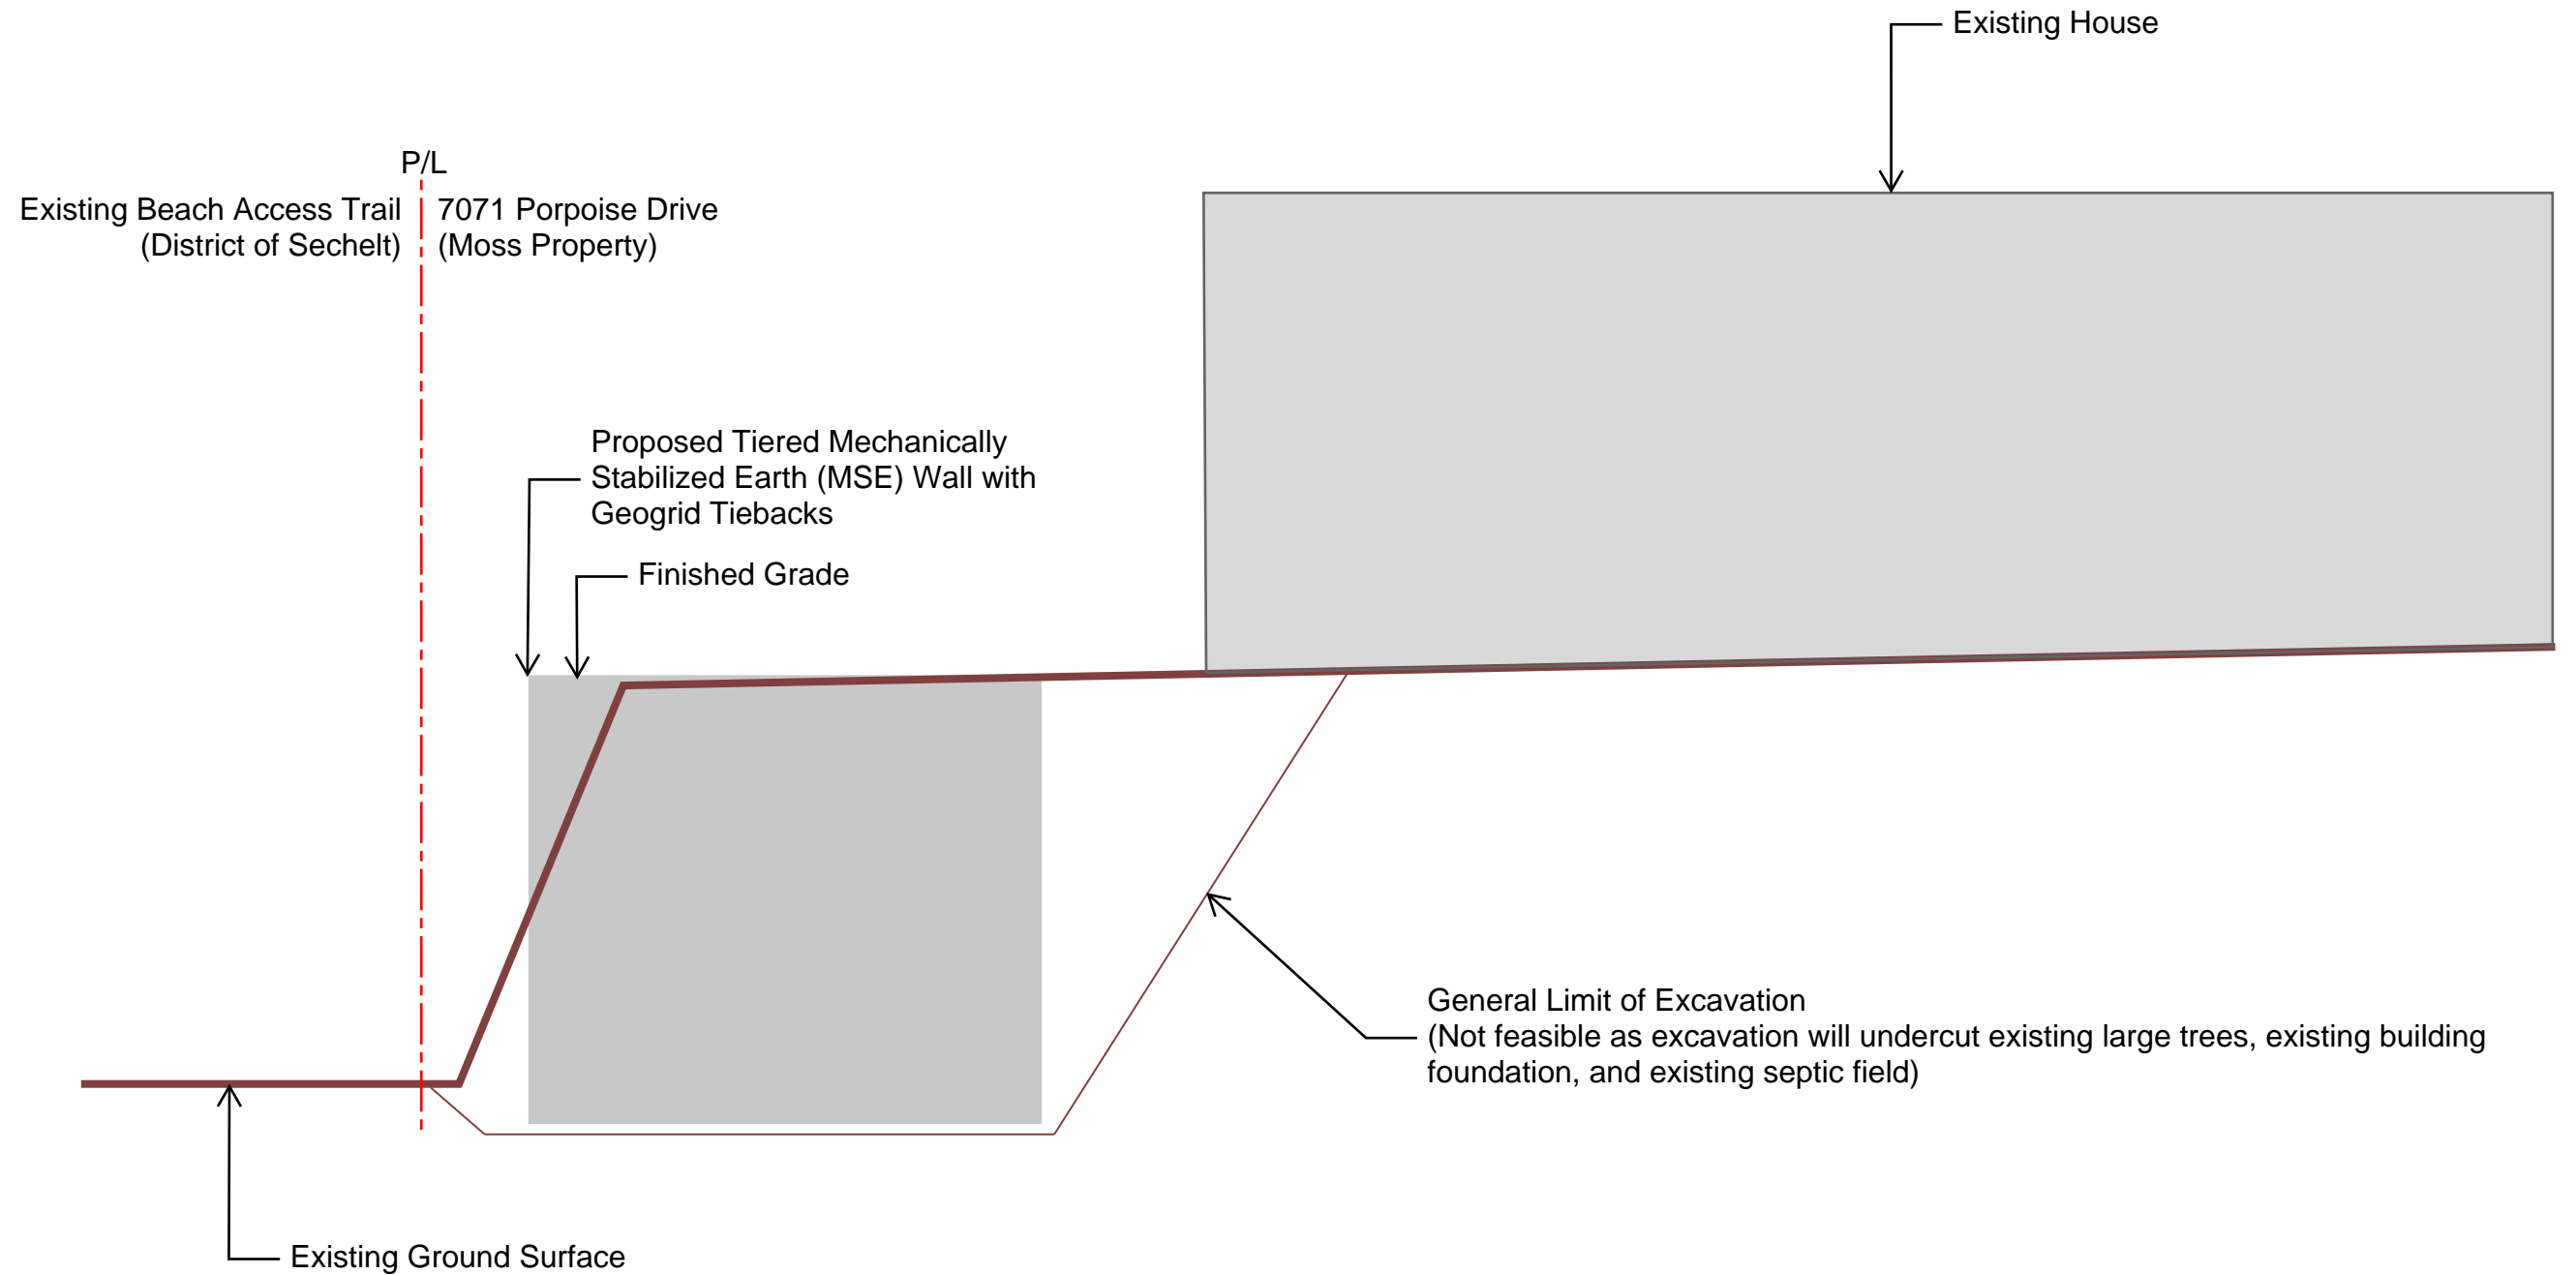 Existing House
P/L
Existing Beach Access Trail
(District of Sechelt)
7071 Porpoise Drive
(Moss Property)
Proposed Tiered Mechanically
Stabilized Earth (MSE) Wall with
Geogrid Tiebacks
Finished Grade
General Limit of Excavation
(Not feasible as excavation will undercut existing large trees, existing building
foundation, and existing septic field)
Existing Ground Surface